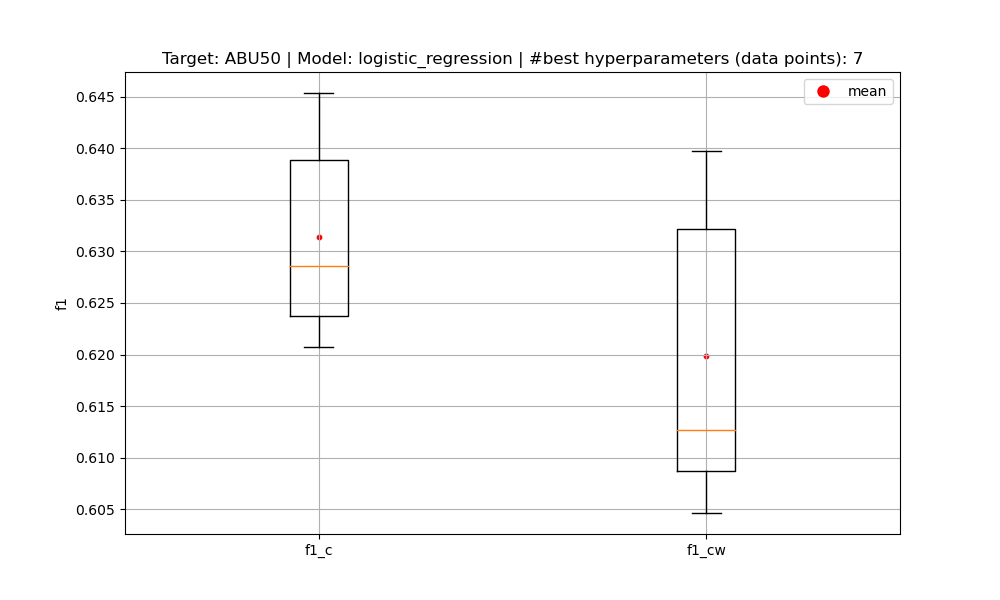 Target: ABU50 | Model: logistic_regression | #best hyperparameters (data points): 7
mean
0.645
0.640
0.635
0.630
0.625
0.620
0.615
0.610
0.605
f1
f1_c
f1_cw